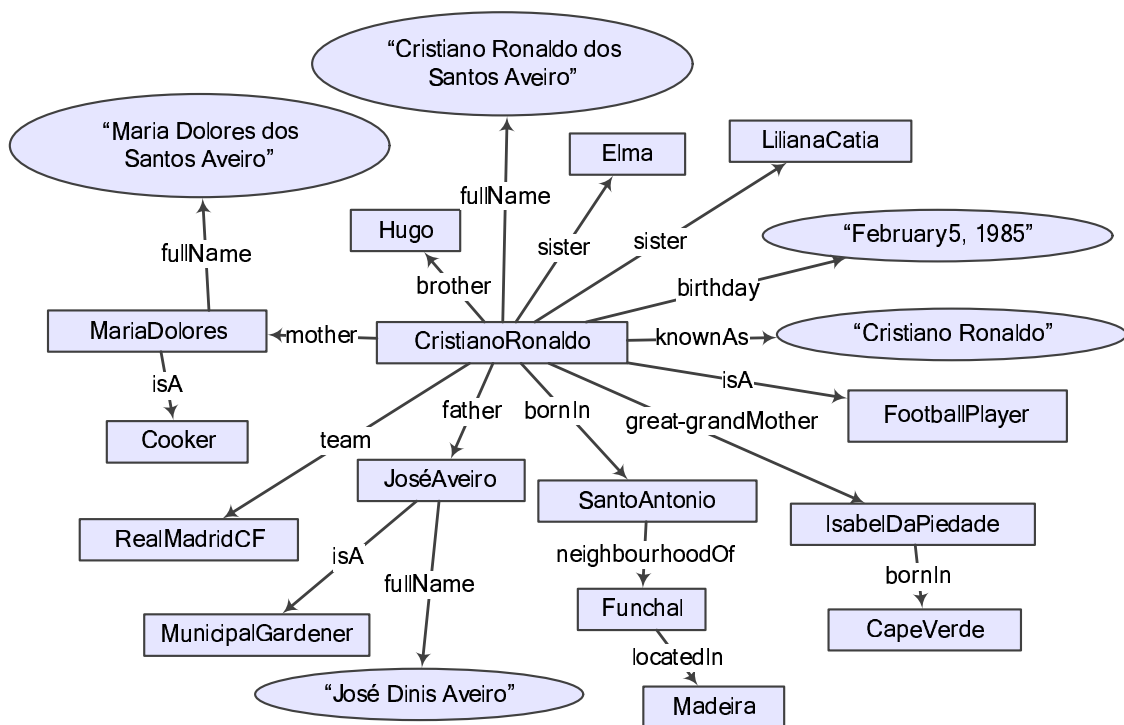 “Cristiano Ronaldo dos
Santos Aveiro”
“Maria Dolores dos
Santos Aveiro”
Elma
LilianaCatia
fullName
Hugo
sister
sister
“February5, 1985”
fullName
brother
birthday
MariaDolores
mother
CristianoRonaldo
knownAs
“Cristiano Ronaldo”
isA
isA
father
bornIn
great-grandMother
FootballPlayer
Cooker
team
JoséAveiro
SantoAntonio
RealMadridCF
IsabelDaPiedade
isA
neighbourhoodOf
fullName
bornIn
MunicipalGardener
Funchal
CapeVerde
locatedIn
“José Dinis Aveiro”
Madeira